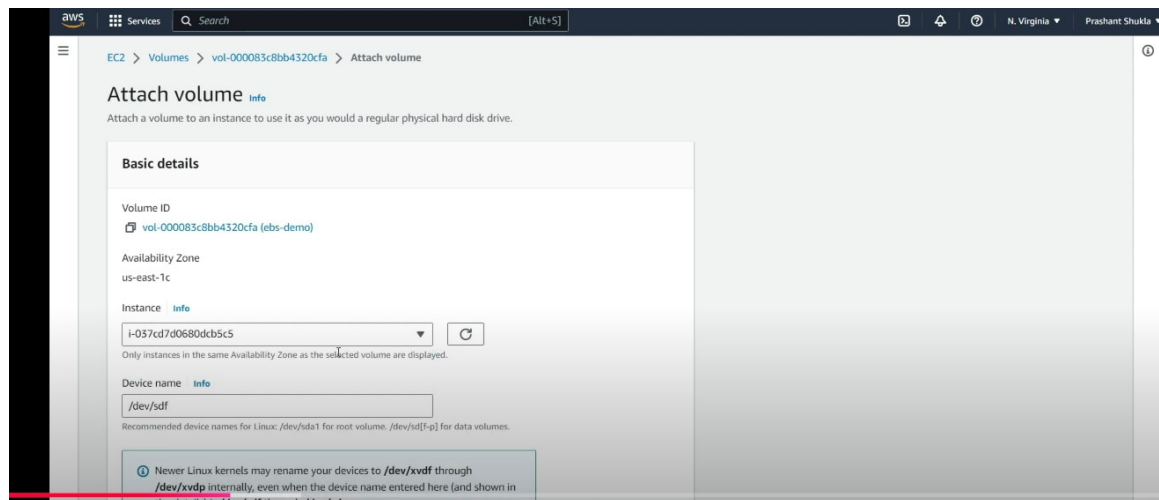 aws Services Search [Alt+S] N. Virginia Prashant Shukla
EC2 > Volumes > vol-000083c8bb4320cfa > Attach volume
Attach volume Info
Attach a volume to an instance to use it as you would a regular physical hard disk drive.
Basic details
Volume ID
vol-000083c8bb4320cfa (ebs-demo)
Availability Zone
us-east-1c
Instance Info
i-037cd7d0680dcb5c5
Only instances in the same Availability Zone as the selected volume are displayed.
Device name Info
/dev/sdf
Recommended device names for Linux: /dev/sda1 for root volume. /dev/sd[f-p] for data volumes.
Newer Linux kernels may rename your devices to /dev/xvdf through
/dev/xvdp internally, even when the device name entered here (and shown in